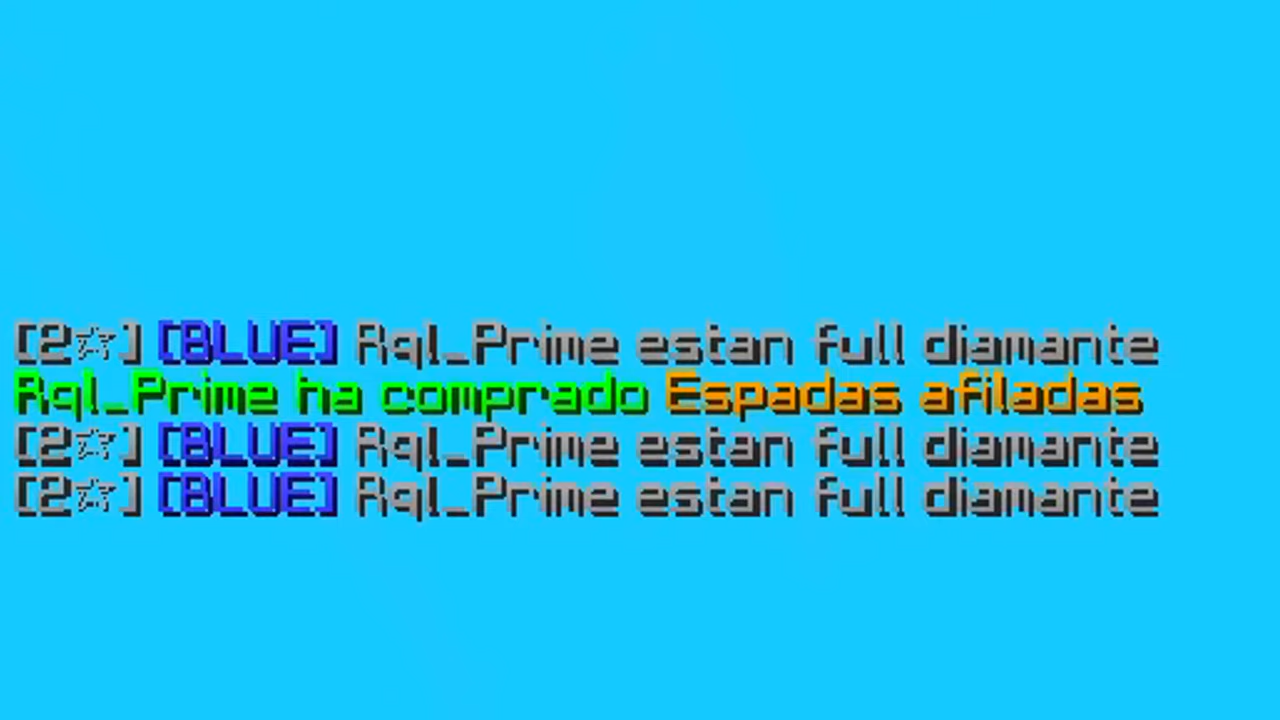 [2☆] [BLUE] Rql_Prime estan full diamante
Rql_Prime ha comprado Espadas afiladas
[2☆] [BLUE] Rql_Prime estan full diamante
[2☆] [BLUE] Rql_Prime estan full diamante